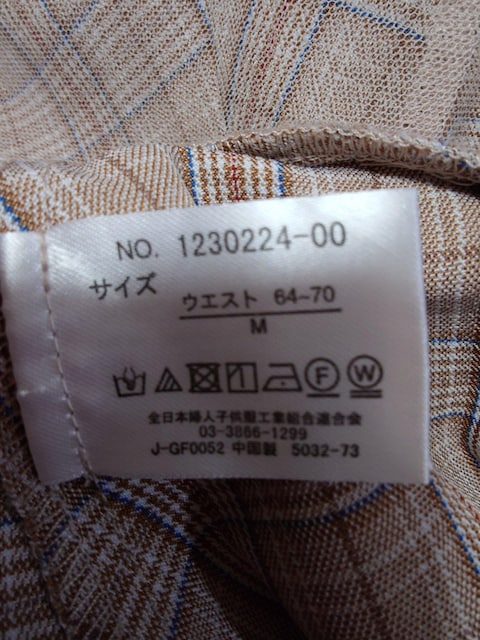 NO. 1230224-00
サイズ
ウエスト 64~70
M
F W
全日本婦人子供服工業組合連合会
03-3866-1299
J-GF0052 中国製 5032-73